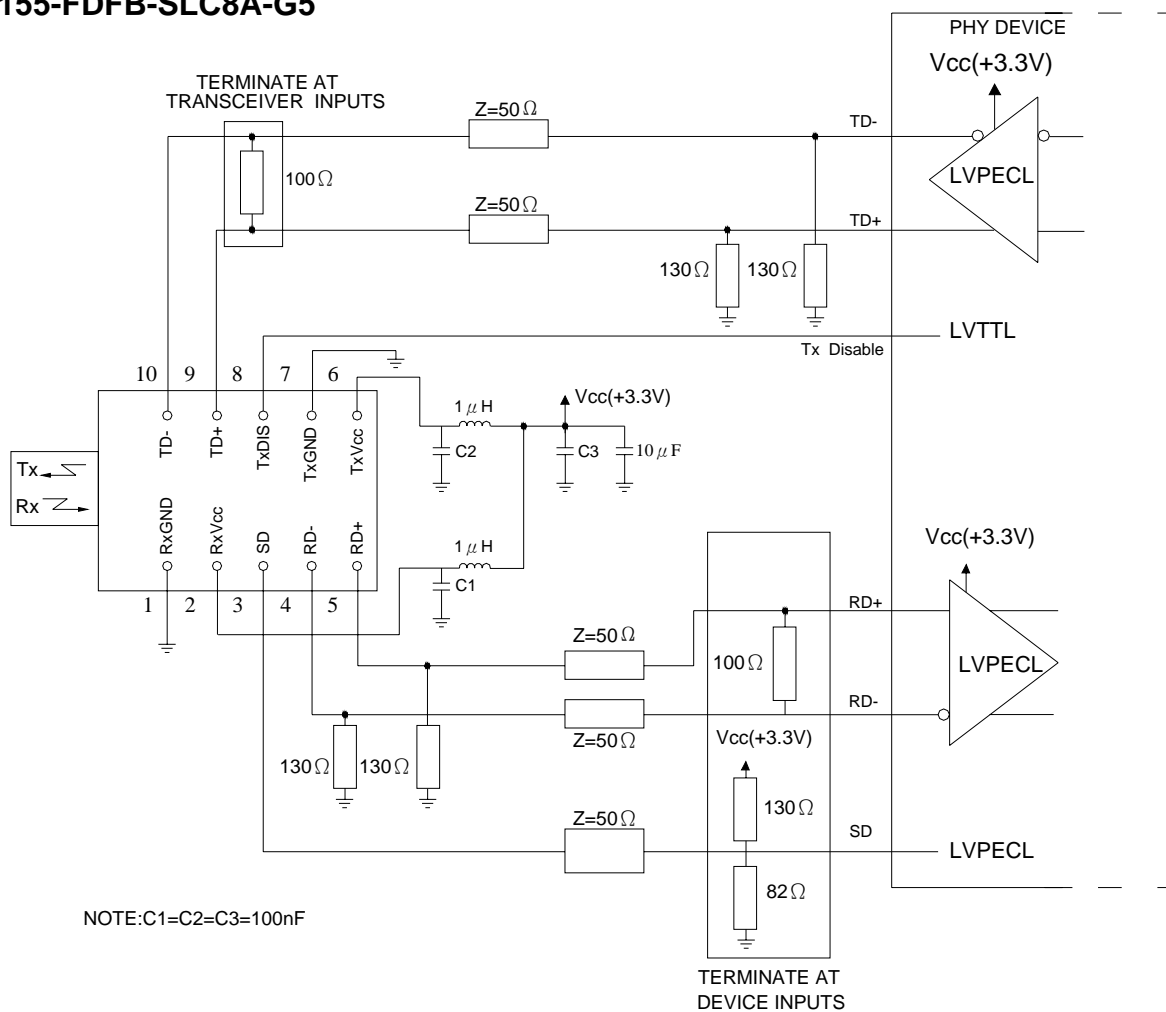 155-FDFB-SLC8A-G5
PHY DEVICE
Vcc(+3.3V)
TERMINATE AT
TRANSCEIVER INPUTS
Z=50Ω
TD-
100Ω
LVPECL
Z=50Ω
TD+
130Ω
130Ω
LVTTL
Tx Disable
10 9 8 7 6
TD-
TD+
TxDIS
TxGND
TxVcc
1μH
Vcc(+3.3V)
C2
C3
10μF
Tx
Rx
RxGND
RxVcc
SD
RD-
RD+
1μH
C1
1 2 3 4 5
Vcc(+3.3V)
RD+
Z=50Ω
100Ω
LVPECL
RD-
Z=50Ω
Vcc(+3.3V)
130Ω
130Ω
130Ω
Z=50Ω
SD
LVPECL
82Ω
NOTE:C1=C2=C3=100nF
TERMINATE AT
DEVICE INPUTS